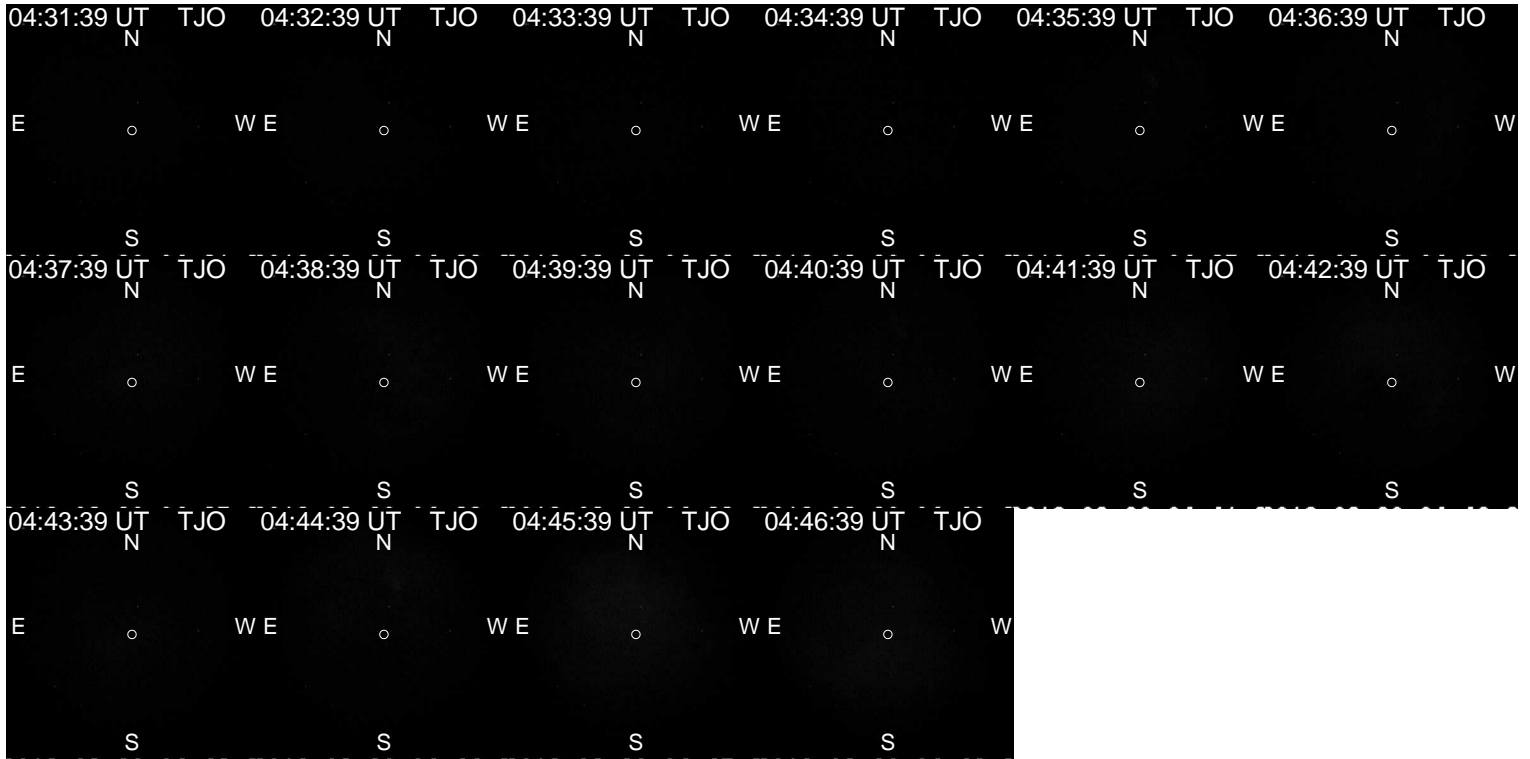 04:31:39 UT TJO 04:32:39 UT TJO 04:33:39 UT TJO 04:34:39 UT TJO 04:35:39 UT TJO 04:36:39 UT TJO
N N N N N N
E W E W E W E W E W E W
S S S S S S
04:37:39 UT TJO 04:38:39 UT TJO 04:39:39 UT TJO 04:40:39 UT TJO 04:41:39 UT TJO 04:42:39 UT TJO
N N N N N N
E W E W E W E W E W E W
S S S S S S
04:43:39 UT TJO 04:44:39 UT TJO 04:45:39 UT TJO 04:46:39 UT TJO
N N N N
E W E W E W E W
S S S S